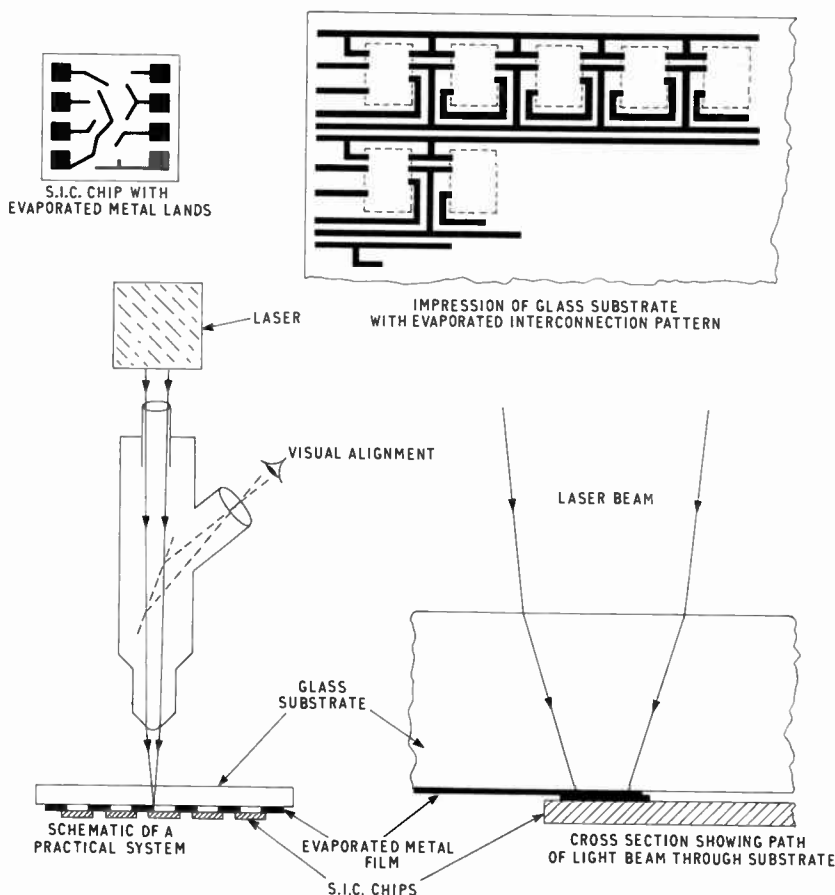 S.I.C. CHIP WITH
EVAPORATED METAL LANDS
IMPRESSION OF GLASS SUBSTRATE
WITH EVAPORATED INTERCONNECTION PATTERN
LASER
VISUAL ALIGNMENT
LASER BEAM
GLASS
SUBSTRATE
SCHEMATIC OF A
PRACTICAL SYSTEM
EVAPORATED METAL
FILM
S.I.C. CHIPS
CROSS SECTION SHOWING PATH
OF LIGHT BEAM THROUGH SUBSTRATE